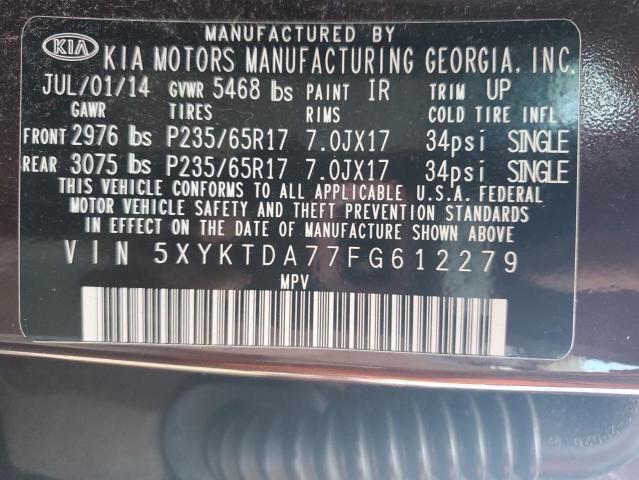 MANUFACTURED BY
KIA KIA MOTORS MANUFACTURING GEORGIA, INC.
JUL/01/14 GVWR 5468 lbs PAINT IR TRIM UP
GAWR TIRES RIMS COLD TIRE INFL
FRONT 2976 lbs P235/65R17 7.0JX17 34psi SINGLE
REAR 3075 lbs P235/65R17 7.0JX17 34psi SINGLE
THIS VEHICLE CONFORMS TO ALL APPLICABLE U.S.A. FEDERAL
MOTOR VEHICLE SAFETY AND THEFT PREVENTION STANDARDS
IN EFFECT ON THE DATE OF MANUFACTURE SHOWN ABOVE
VIN 5XYKTDA77FG612279
MPV